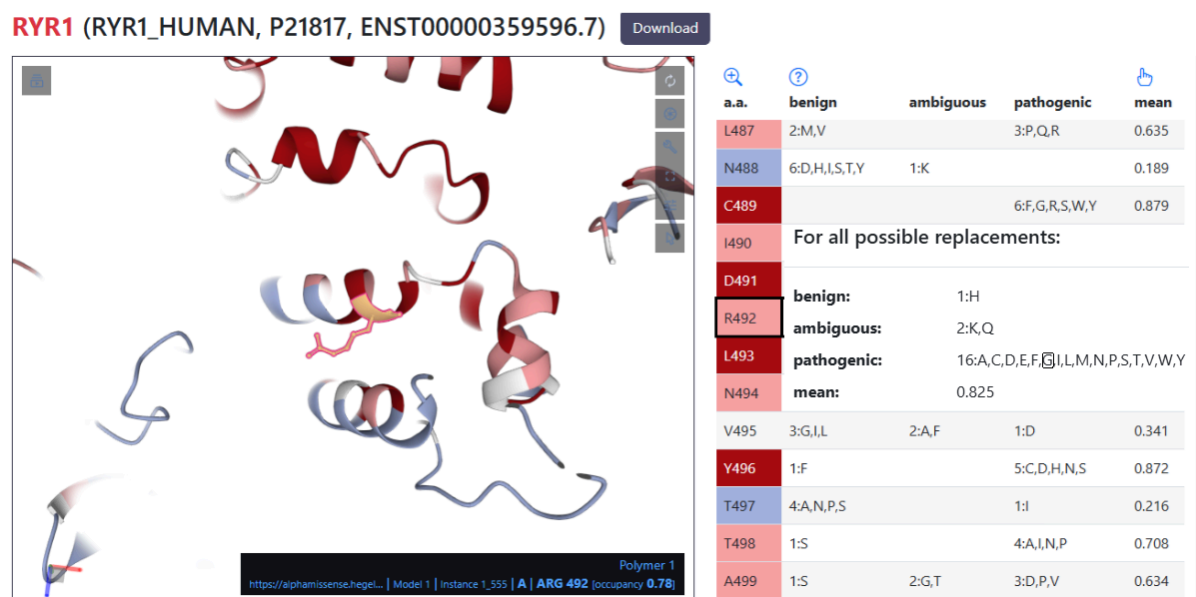 RYR1 (RYR1_HUMAN, P21817, ENST00000359596.7) Download
a.a. benign ambiguous pathogenic mean
L487 2:M,V 3:P,Q,R 0.635
N488 6:D,H,I,S,T,Y 1:K 0.189
C489 6:F,G,R,S,W,Y 0.879
I490 For all possible replacements:
D491
benign: 1:H
R492
ambiguous: 2:K,Q
L493
pathogenic: 16:A,C,D,E,F,G,I,L,M,N,P,S,T,V,W,Y
N494
mean: 0.825
V495 3:G,I,L 2:A,F 1:D 0.341
Y496 1:F 5:C,D,H,N,S 0.872
T497 4:A,N,P,S 1:I 0.216
T498 1:S 4:A,I,N,P 0.708
A499 1:S 2:G,T 3:D,P,V 0.634
Polymer 1
https://alphamissense.hegel... | Model 1 | Instance 1_555 | A | ARG 492 [occupancy 0.78]